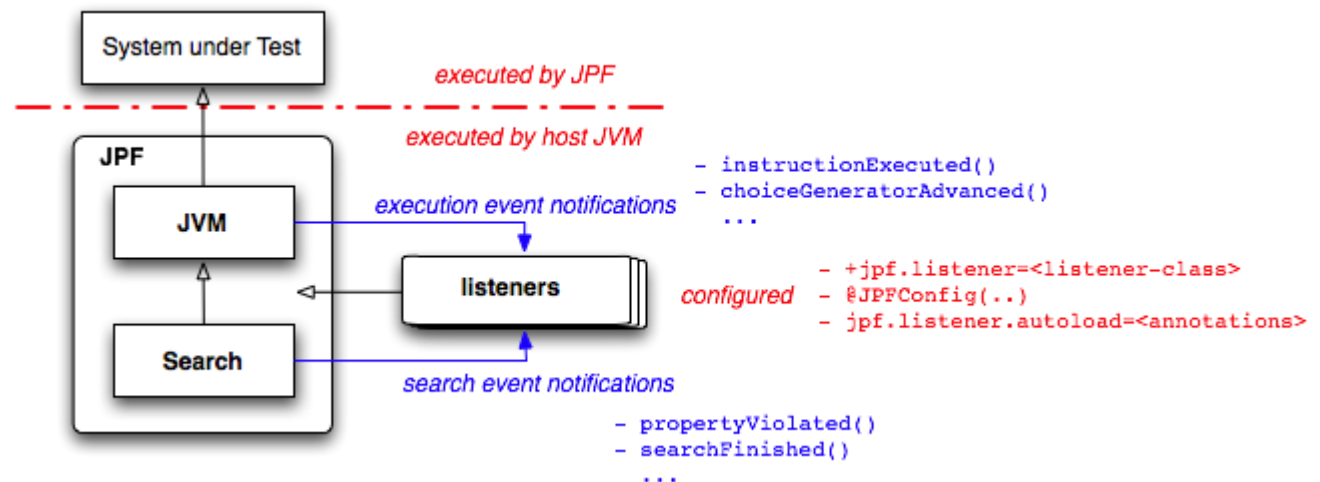 System under Test
executed by JPF
executed by host JVM
JPF
- instructionExecuted()
- choiceGeneratorAdvanced()
...
JVM
execution event notifications
listeners
configured
- +jpf.listener=<listener-class>
- @JPFConfig(..)
- jpf.listener.autoload=<annotations>
Search
search event notifications
- propertyViolated()
- searchFinished()
...